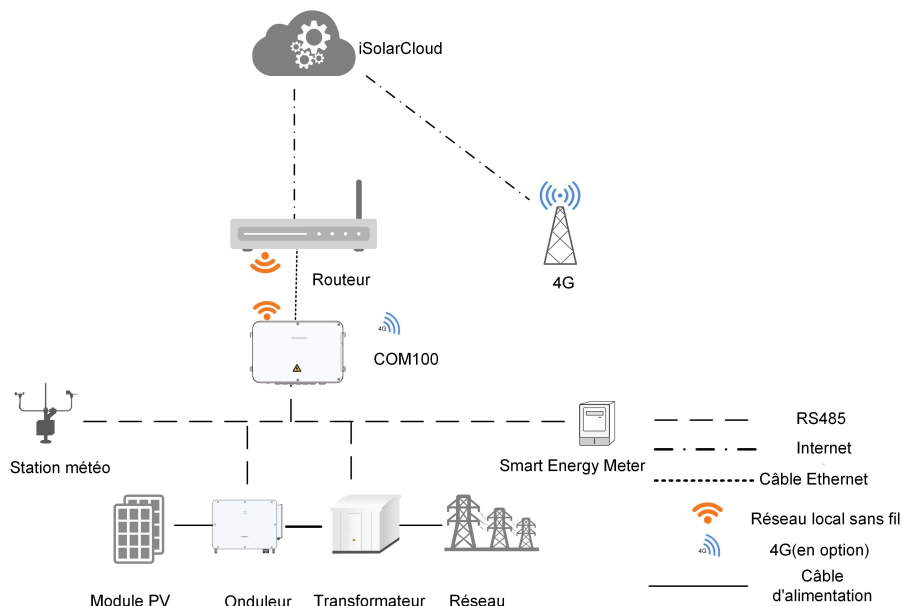 iSolarCloud
Routeur
4G
4G
COM100
Station météo
Smart Energy Meter
RS485
Internet
Câble Ethernet
Réseau local sans fil
4G
4G(en option)
Câble
d'alimentation
Module PV
Onduleur
Transformateur
Réseau